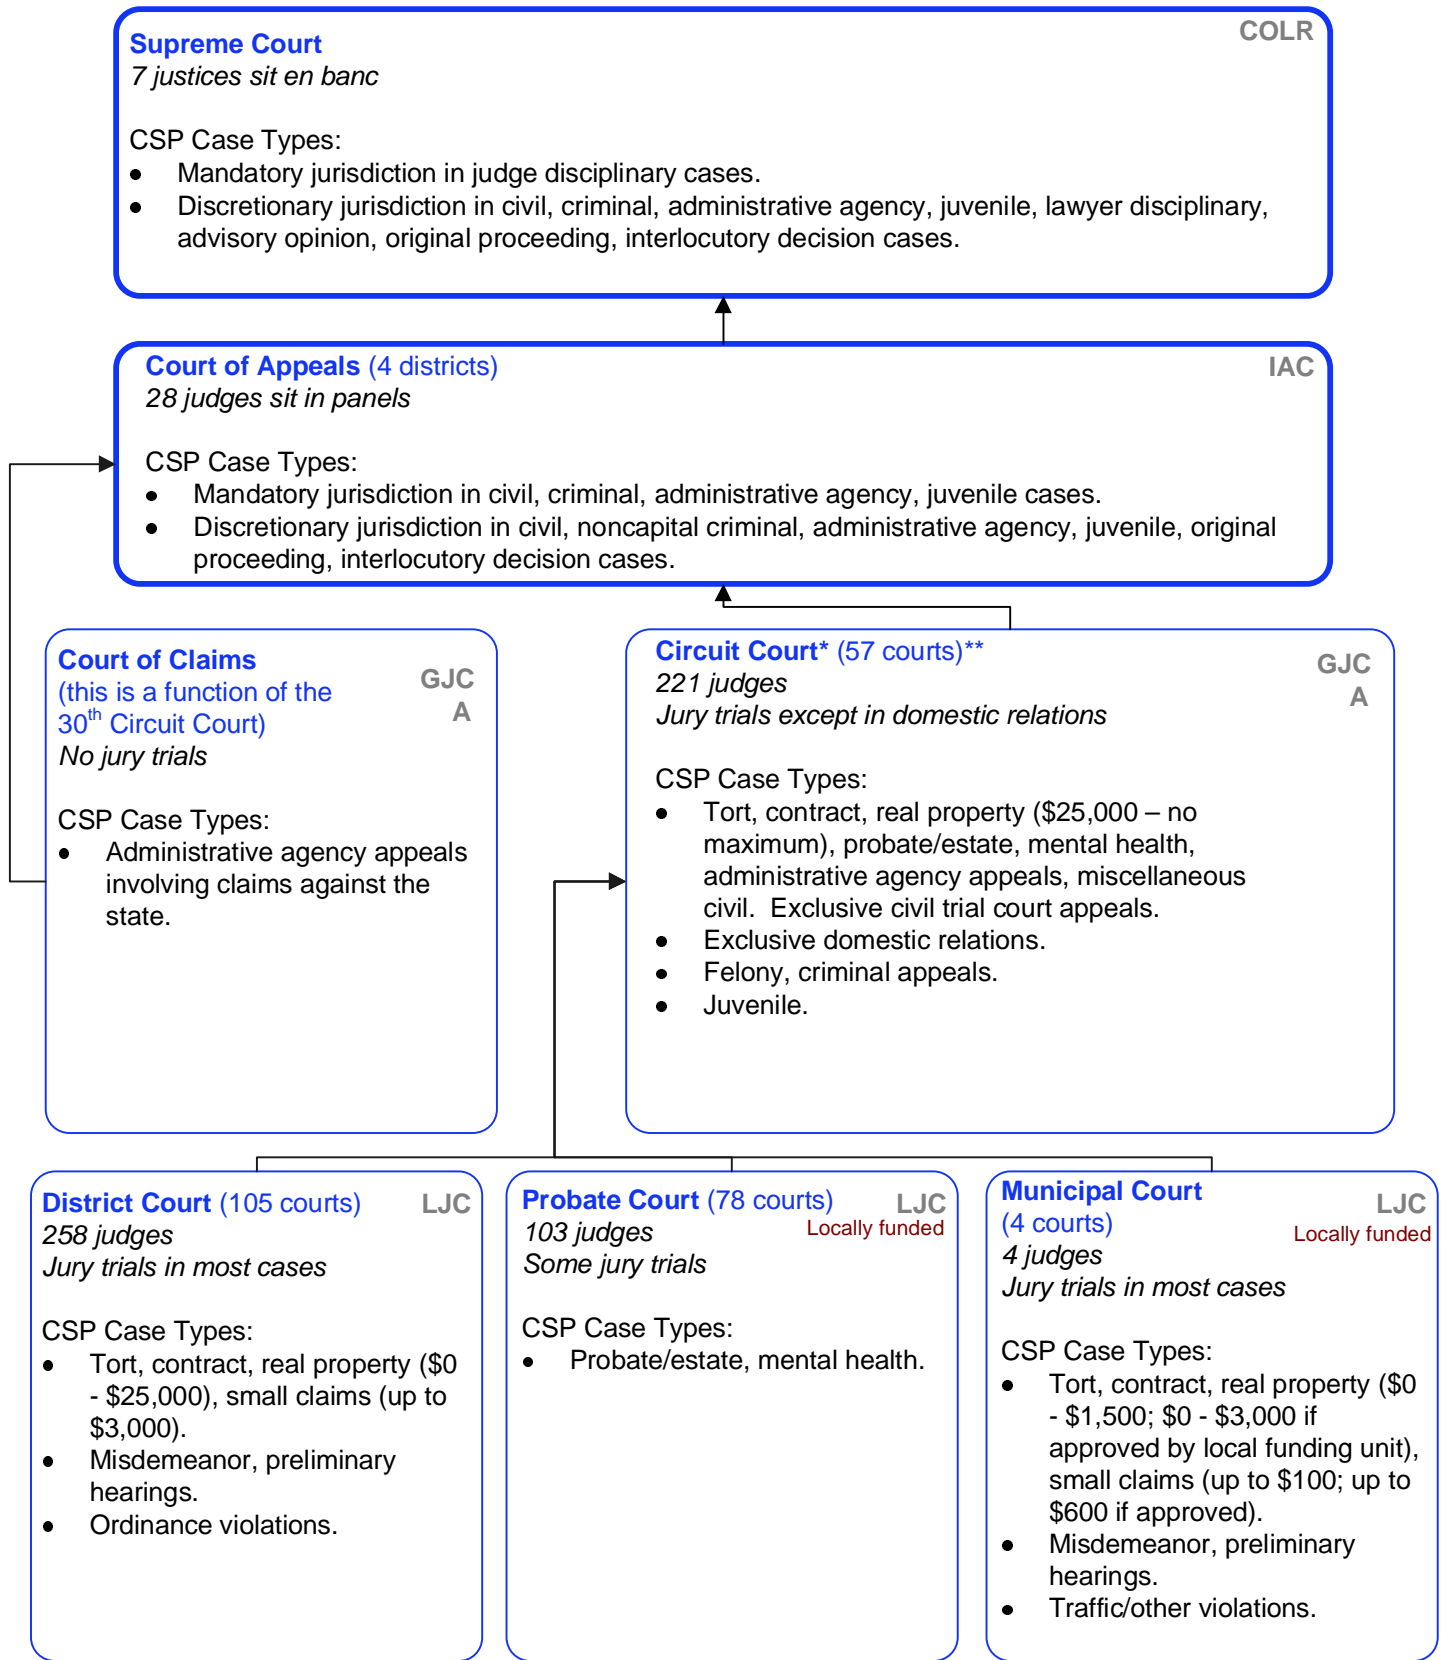 Supreme Court
COLR
7 justices sit en banc
CSP Case Types:
• Mandatory jurisdiction in judge disciplinary cases.
• Discretionary jurisdiction in civil, criminal, administrative agency, juvenile, lawyer disciplinary,
advisory opinion, original proceeding, interlocutory decision cases.
Court of Appeals (4 districts)
IAC
28 judges sit in panels
CSP Case Types:
• Mandatory jurisdiction in civil, criminal, administrative agency, juvenile cases.
• Discretionary jurisdiction in civil, noncapital criminal, administrative agency, juvenile, original
proceeding, interlocutory decision cases.
Court of Claims
(this is a function of the
30th Circuit Court)
GJC
A
No jury trials
CSP Case Types:
• Administrative agency appeals
involving claims against the
state.
Circuit Court* (57 courts)**
GJC
A
221 judges
Jury trials except in domestic relations
CSP Case Types:
• Tort, contract, real property ($25,000 – no
maximum), probate/estate, mental health,
administrative agency appeals, miscellaneous
civil.  Exclusive civil trial court appeals.
• Exclusive domestic relations.
• Felony, criminal appeals.
• Juvenile.
District Court (105 courts)
LJC
258 judges
Jury trials in most cases
CSP Case Types:
• Tort, contract, real property ($0
- $25,000), small claims (up to
$3,000).
• Misdemeanor, preliminary
hearings.
• Ordinance violations.
Probate Court (78 courts)
LJC
Locally funded
103 judges
Some jury trials
CSP Case Types:
• Probate/estate, mental health.
Municipal Court
(4 courts)
LJC
Locally funded
4 judges
Jury trials in most cases
CSP Case Types:
• Tort, contract, real property ($0
- $1,500; $0 - $3,000 if
approved by local funding unit),
small claims (up to $100; up to
$600 if approved).
• Misdemeanor, preliminary
hearings.
• Traffic/other violations.